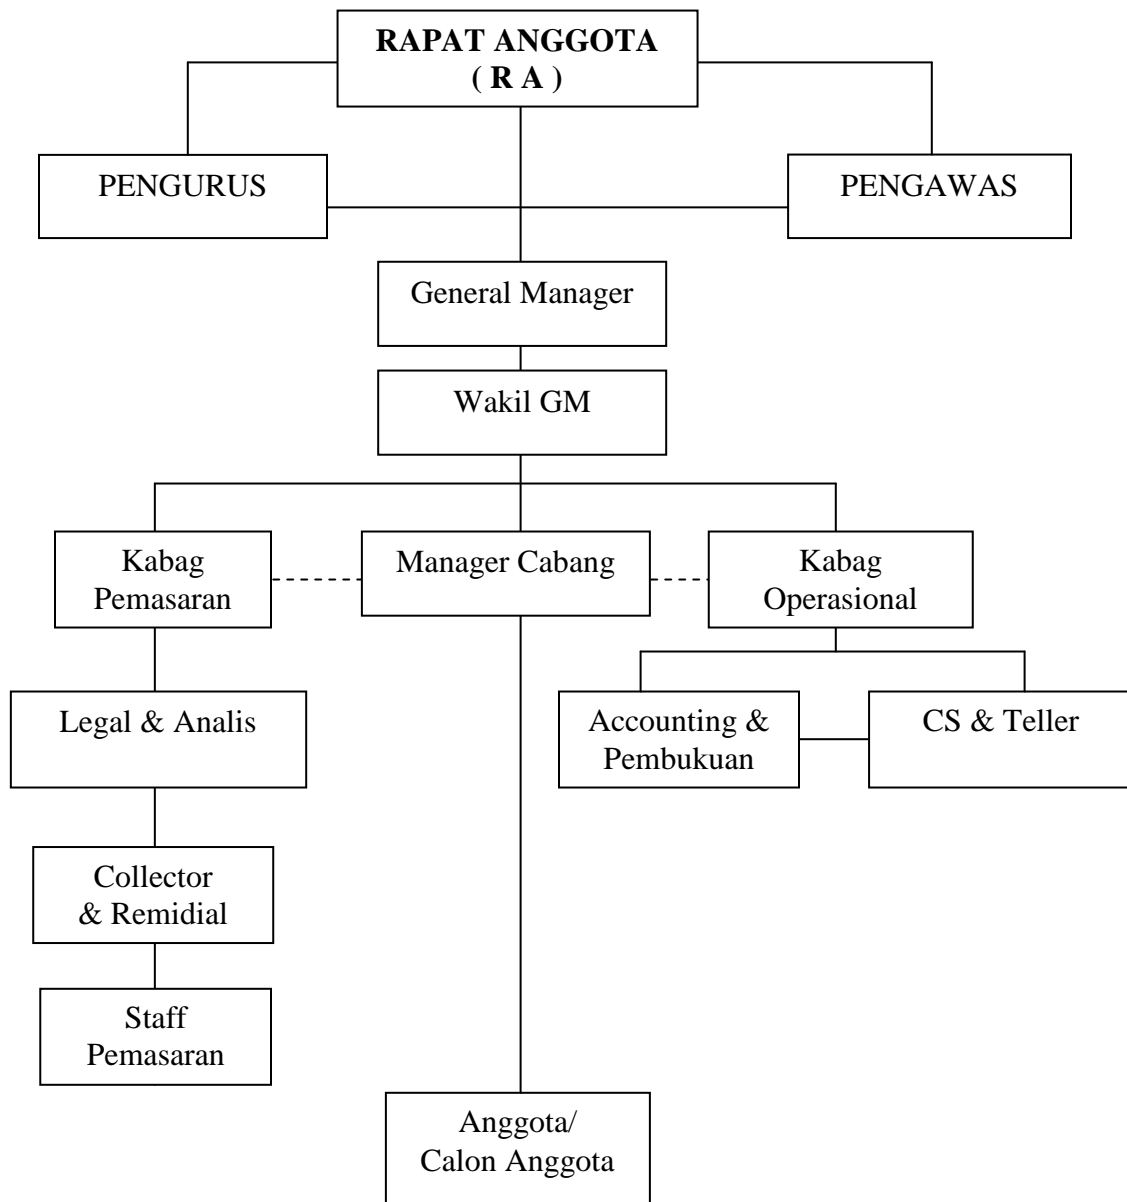 RAPAT ANGGOTA
( R A )
PENGURUS
PENGAWAS
General Manager
Wakil GM
Kabag
Pemasaran
Manager Cabang
Kabag
Operasional
Legal & Analis
Accounting &
Pembukuan
CS & Teller
Collector
& Remidial
Staff
Pemasaran
Anggota/
Calon Anggota